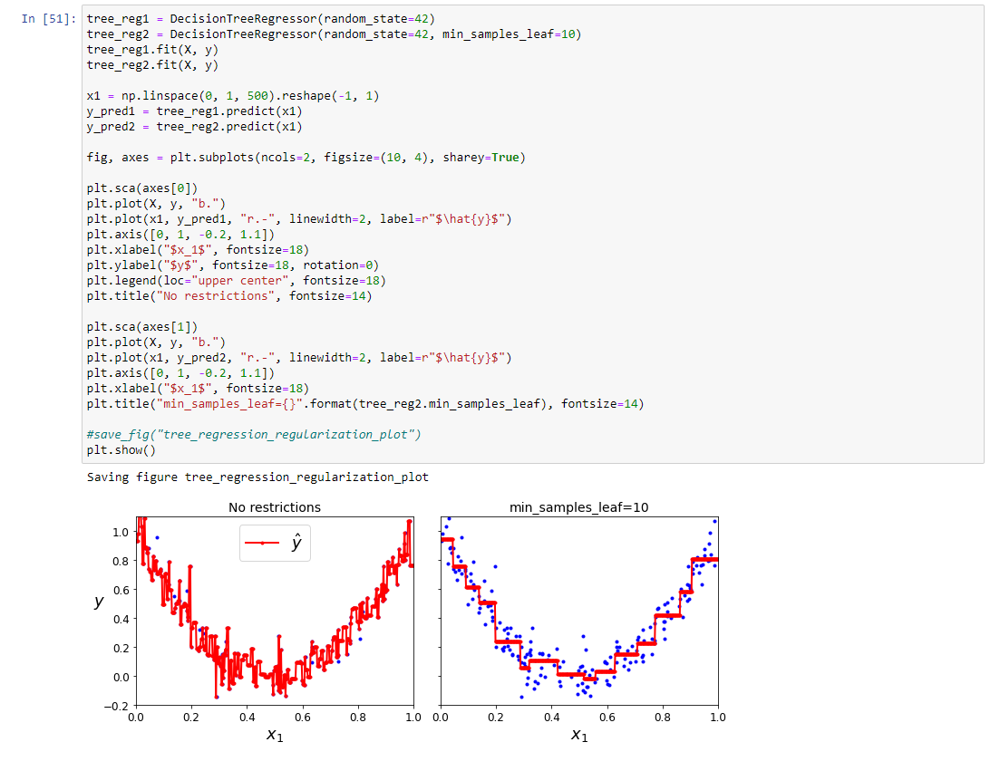 In [51]:
tree_reg1 = DecisionTreeRegressor(random_state=42)
tree_reg2 = DecisionTreeRegressor(random_state=42, min_samples_leaf=10)
tree_reg1.fit(X, y)
tree_reg2.fit(X, y)
x1 = np.linspace(0, 1, 500).reshape(-1, 1)
y_pred1 = tree_reg1.predict(x1)
y_pred2 = tree_reg2.predict(x1)
fig, axes = plt.subplots(ncols=2, figsize=(10, 4), sharey=True)
plt.sca(axes[0])
plt.plot(X, y, "b.")
plt.plot(x1, y_pred1, "r.-", linewidth=2, label=r"$\hat{y}$")
plt.axis([0, 1, -0.2, 1.1])
plt.xlabel("$x_1$", fontsize=18)
plt.ylabel("$y$", fontsize=18, rotation=0)
plt.legend(loc="upper center", fontsize=18)
plt.title("No restrictions", fontsize=14)
plt.sca(axes[1])
plt.plot(X, y, "b.")
plt.plot(x1, y_pred2, "r.-", linewidth=2, label=r"$\hat{y}$")
plt.axis([0, 1, -0.2, 1.1])
plt.xlabel("$x_1$", fontsize=18)
plt.title("min_samples_leaf={}".format(tree_reg2.min_samples_leaf), fontsize=14)
#save_fig("tree_regression_regularization_plot")
plt.show()
Saving figure tree_regression_regularization_plot
No restrictions
1.0
0.8
0.6
0.4
0.2
0.0
−0.2
y
ŷ
0.0 0.2 0.4 0.6 0.8 1.0
x₁
min_samples_leaf=10
0.0 0.2 0.4 0.6 0.8 1.0
x₁